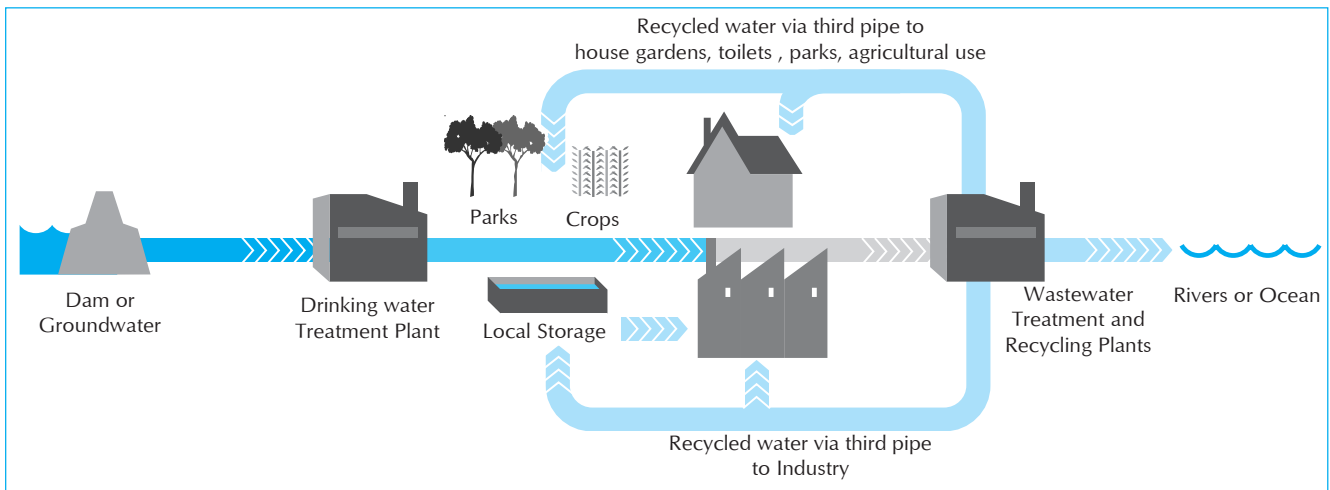 Recycled water via third pipe to
house gardens, toilets , parks, agricultural use
Parks
Crops
Dam or
Groundwater
Drinking water
Treatment Plant
Local Storage
Wastewater
Treatment and
Recycling Plants
Rivers or Ocean
Recycled water via third pipe
to Industry